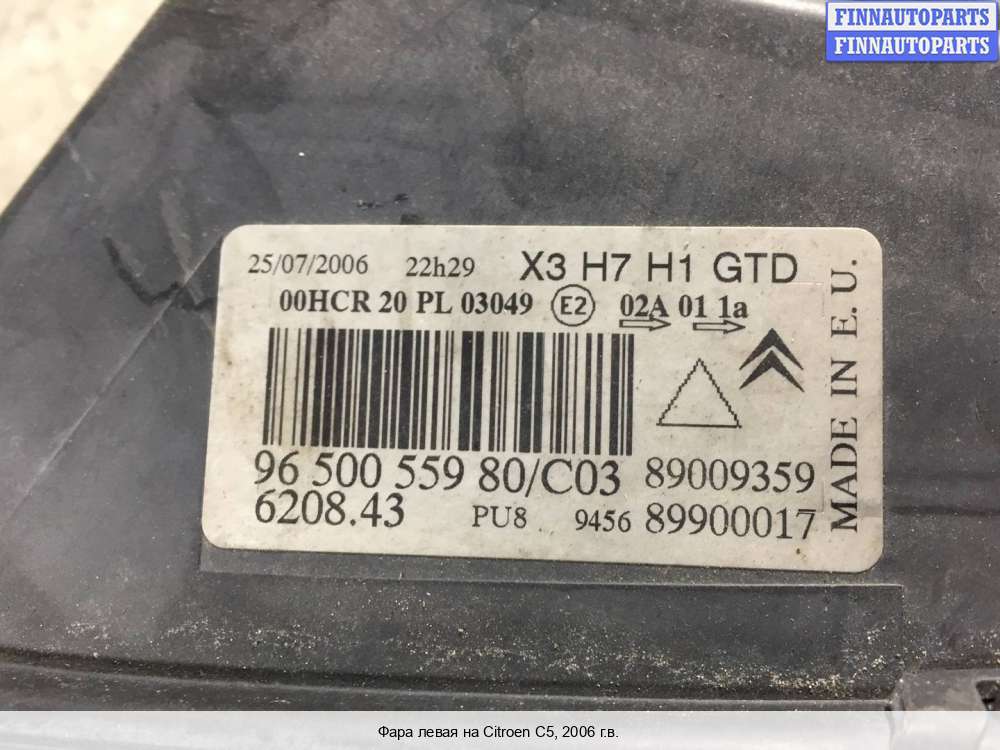 FINNAUTOPARTS
FINNAUTOPARTS
25/07/2006 22h29 X3 H7 H1 GTD
00HCR 20 PL 03049 E2 02A 01 1a
96 500 559 80/C03 89009359
6208.43 PU8 9456 89900017
MADE IN E. U.
Фара левая на Citroen C5, 2006 г.в.